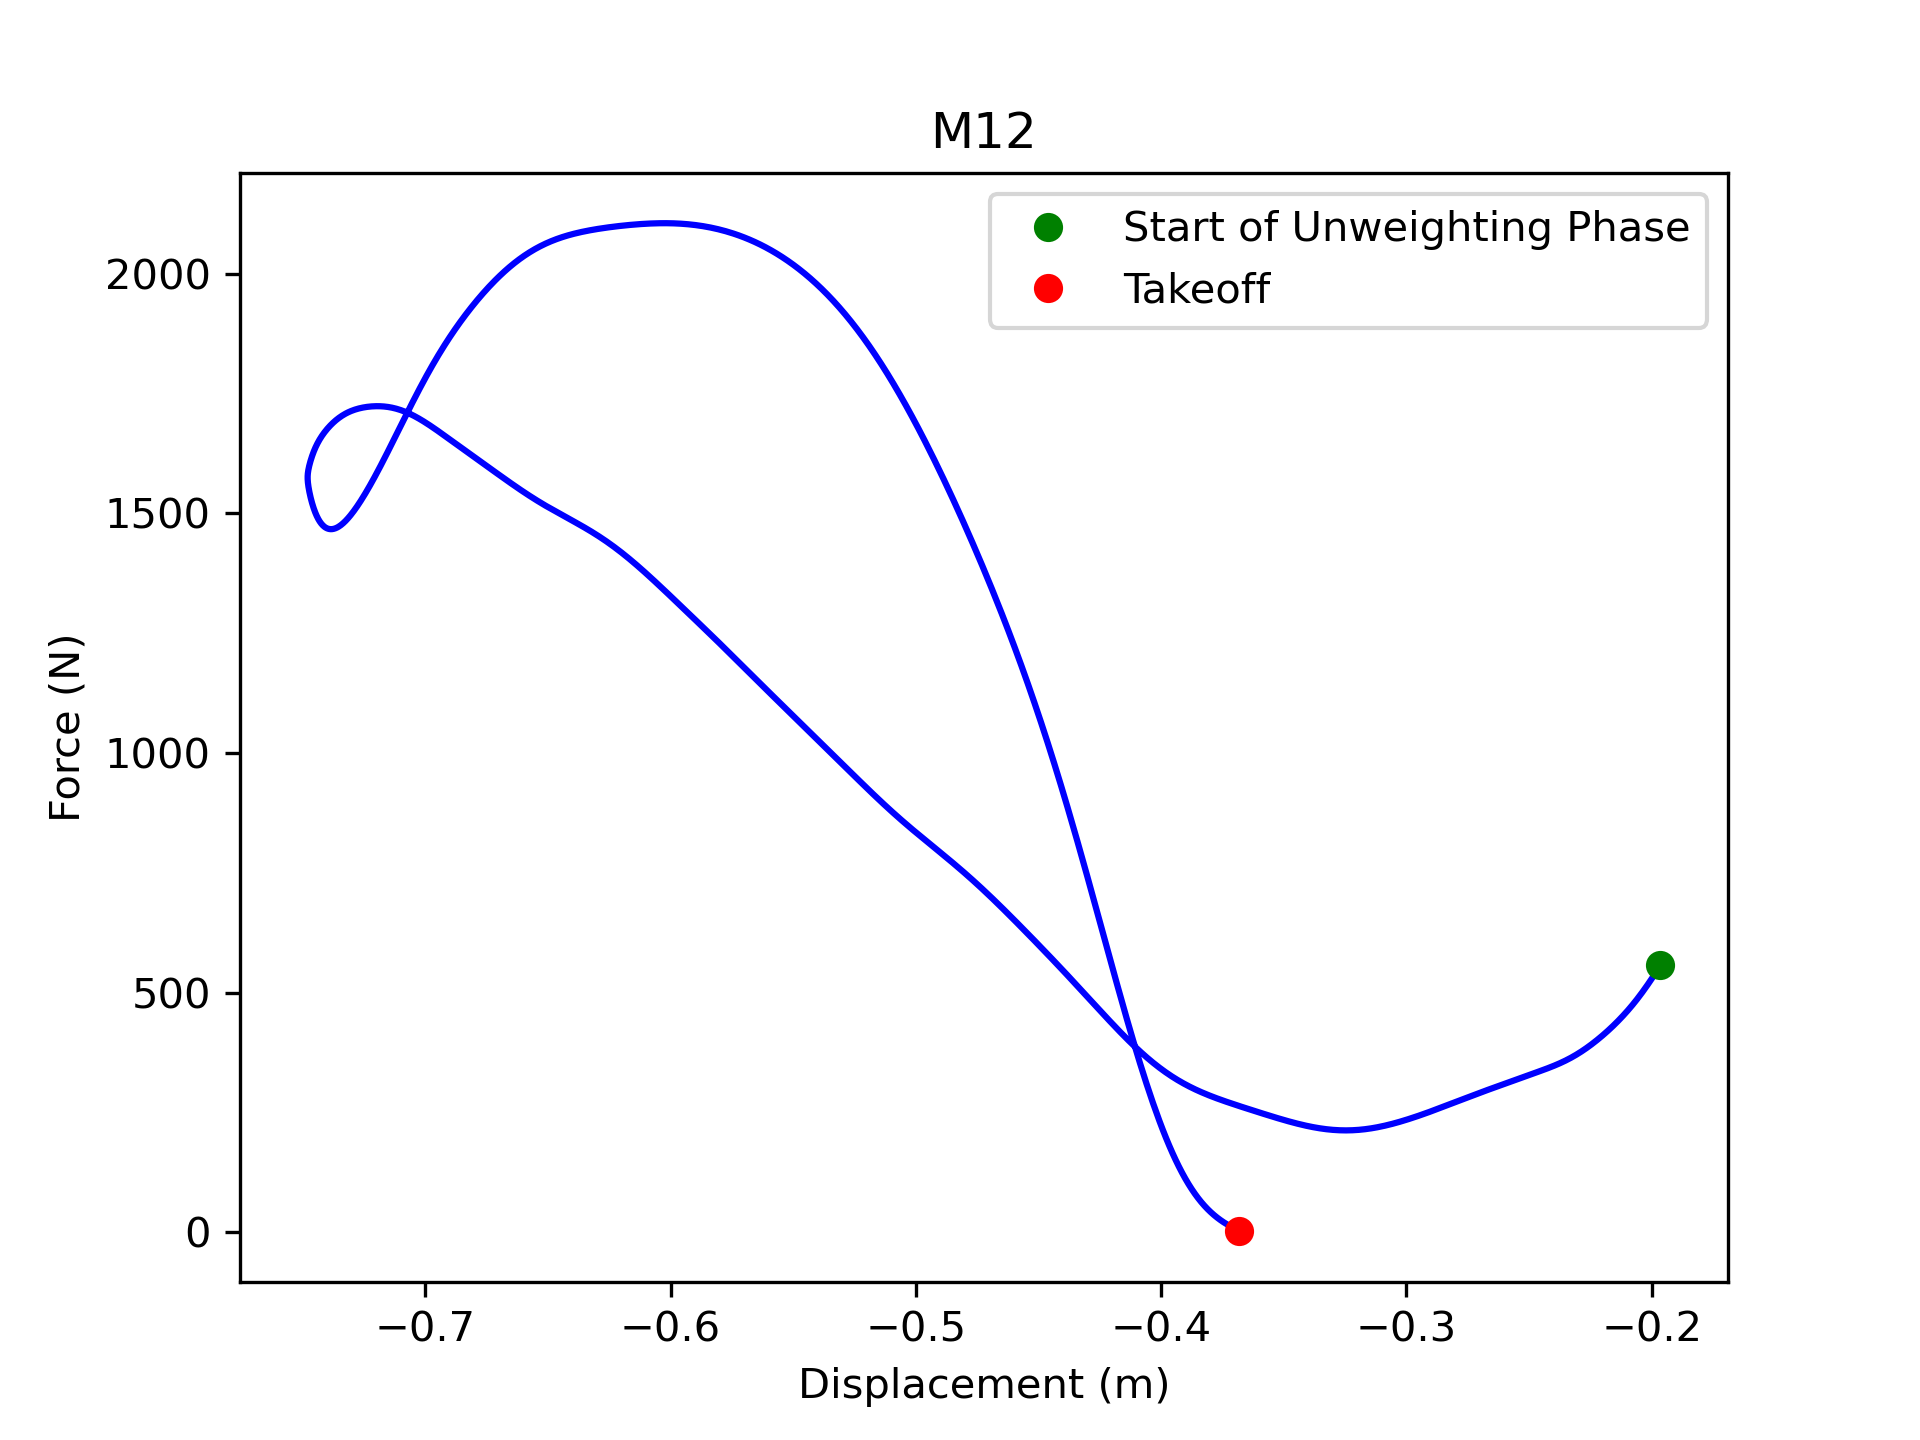 M12
Start of Unweighting Phase
Takeoff
2000
1500
1000
500
0
Force (N)
−0.7 −0.6 −0.5 −0.4 −0.3 −0.2
Displacement (m)